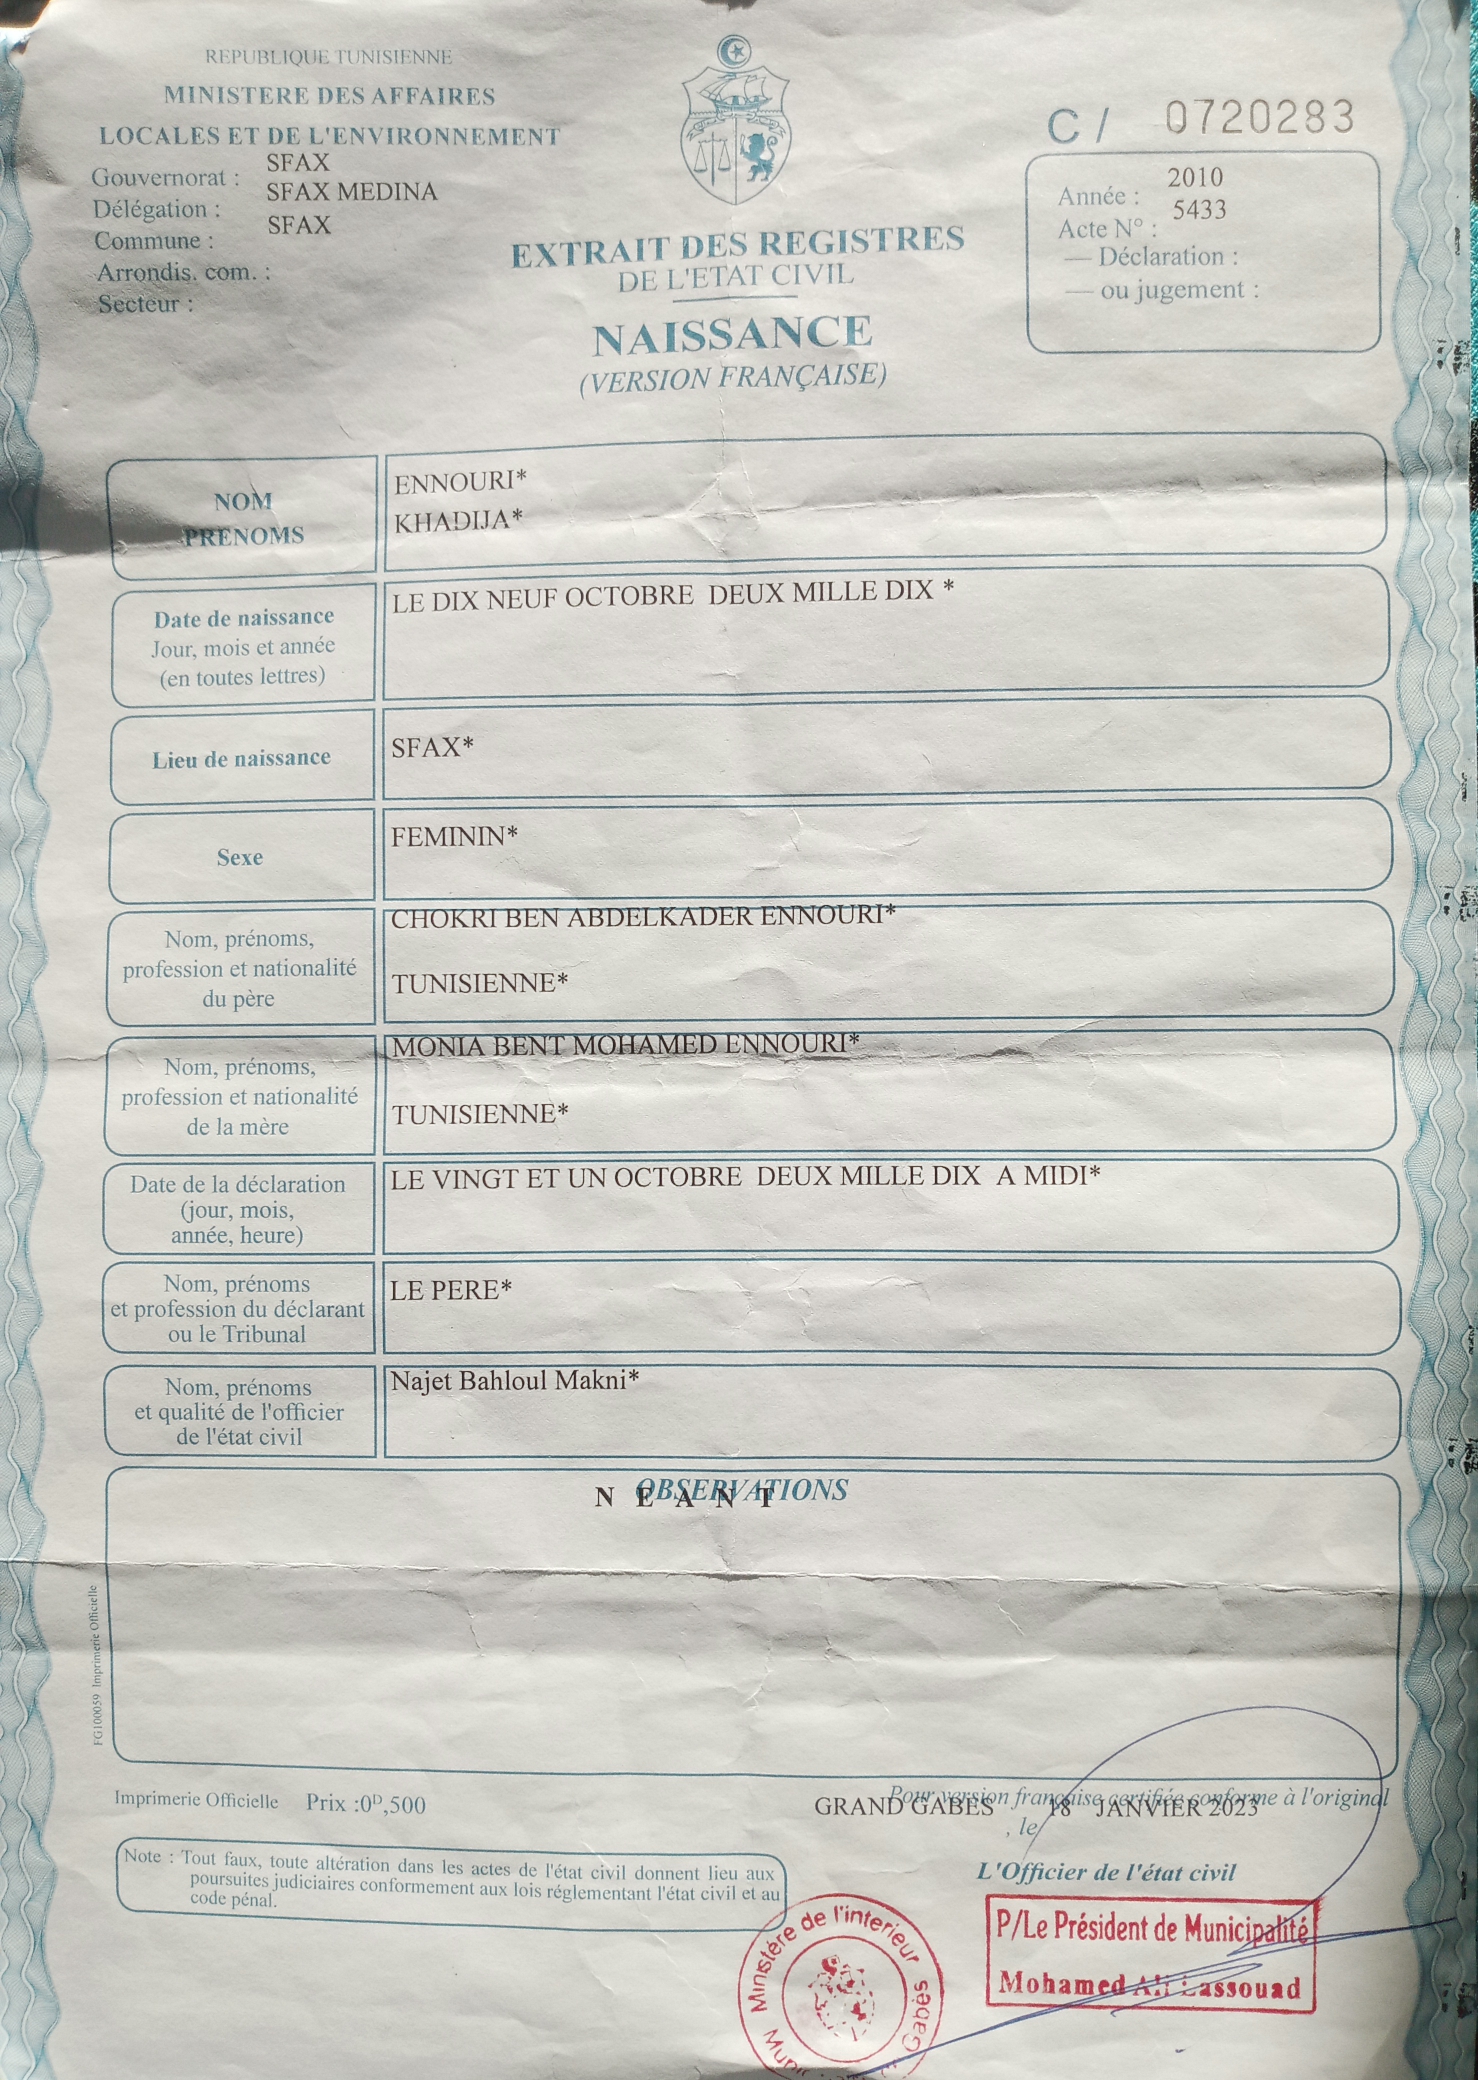 REPUBLIQUE TUNISIENNE
MINISTERE DES AFFAIRES
LOCALES ET DE L'ENVIRONNEMENT
Gouvernorat : SFAX
Délégation : SFAX MEDINA
Commune : SFAX
Arrondis. com. :
Secteur :
EXTRAIT DES REGISTRES
DE L'ETAT CIVIL
NAISSANCE
(VERSION FRANÇAISE)
C / 0720283
Année : 2010
Acte N° : 5433
— Déclaration :
— ou jugement :
NOM
PRENOMS
ENNOURI*
KHADIJA*
Date de naissance
Jour, mois et année
(en toutes lettres)
LE DIX NEUF OCTOBRE DEUX MILLE DIX *
Lieu de naissance
SFAX*
Sexe
FEMININ*
Nom, prénoms,
profession et nationalité
du père
CHOKRI BEN ABDELKADER ENNOURI*
TUNISIENNE*
Nom, prénoms,
profession et nationalité
de la mère
MONIA BENT MOHAMED ENNOURI*
TUNISIENNE*
Date de la déclaration
(jour, mois,
année, heure)
LE VINGT ET UN OCTOBRE DEUX MILLE DIX A MIDI*
Nom, prénoms
et profession du déclarant
ou le Tribunal
LE PERE*
Nom, prénoms
et qualité de l'officier
de l'état civil
Najet Bahloul Makni*
OBSERVATIONS
N E A N T
FG100059 Imprimerie Officielle
Imprimerie Officielle Prix :0ᴰ,500
Pour version française certifiée conforme à l'original
GRAND GABES 18 JANVIER 2023
, le
Note : Tout faux, toute altération dans les actes de l'état civil donnent lieu aux
poursuites judiciaires conformement aux lois réglementant l'état civil et au
code pénal.
L'Officier de l'état civil
P/Le Président de Municipalité
Mohamed Ali Lassouad
Ministère de l'interieur
Gabès